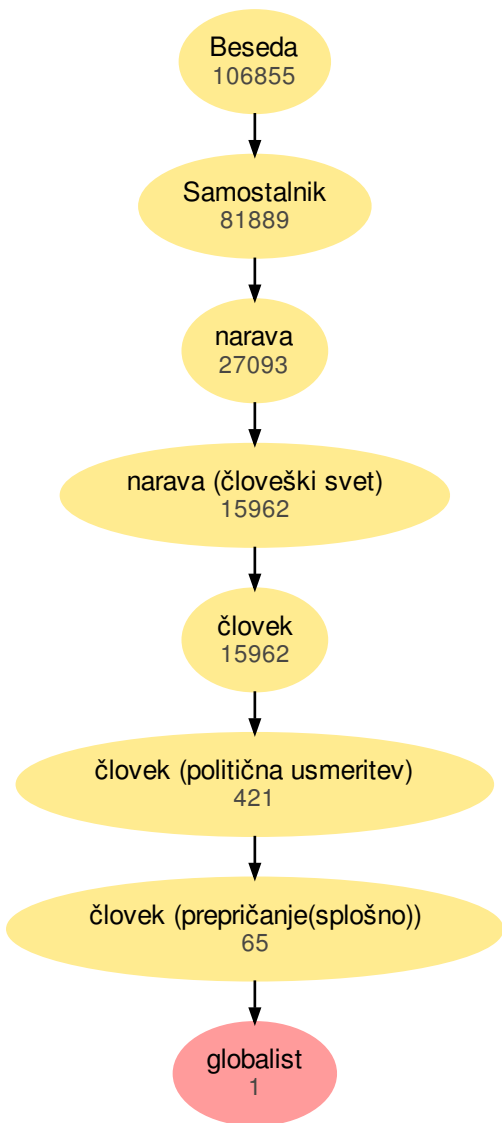 Beseda
106855
Samostalnik
81889
narava
27093
narava (človeški svet)
15962
človek
15962
človek (politična usmeritev)
421
človek (prepričanje(splošno))
65
globalist
1